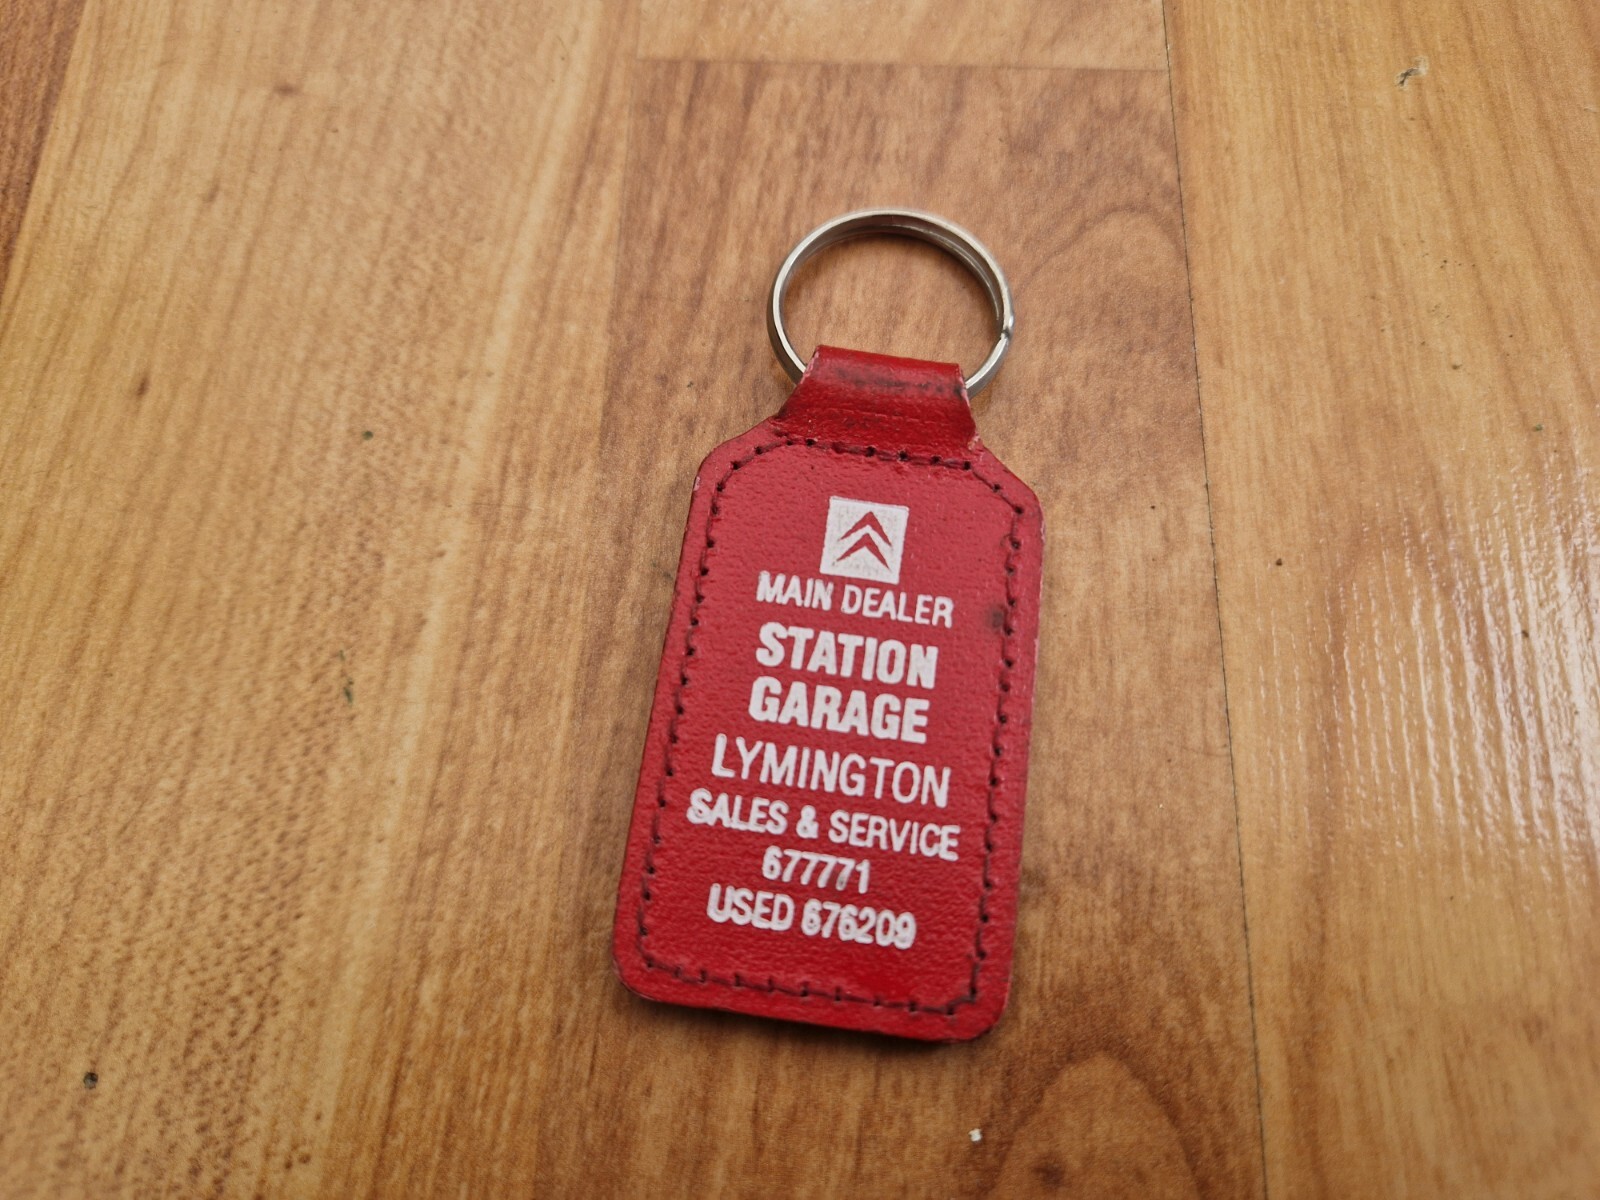 MAIN DEALER
STATION
GARAGE
LYMINGTON
SALES & SERVICE
677771
USED 676209